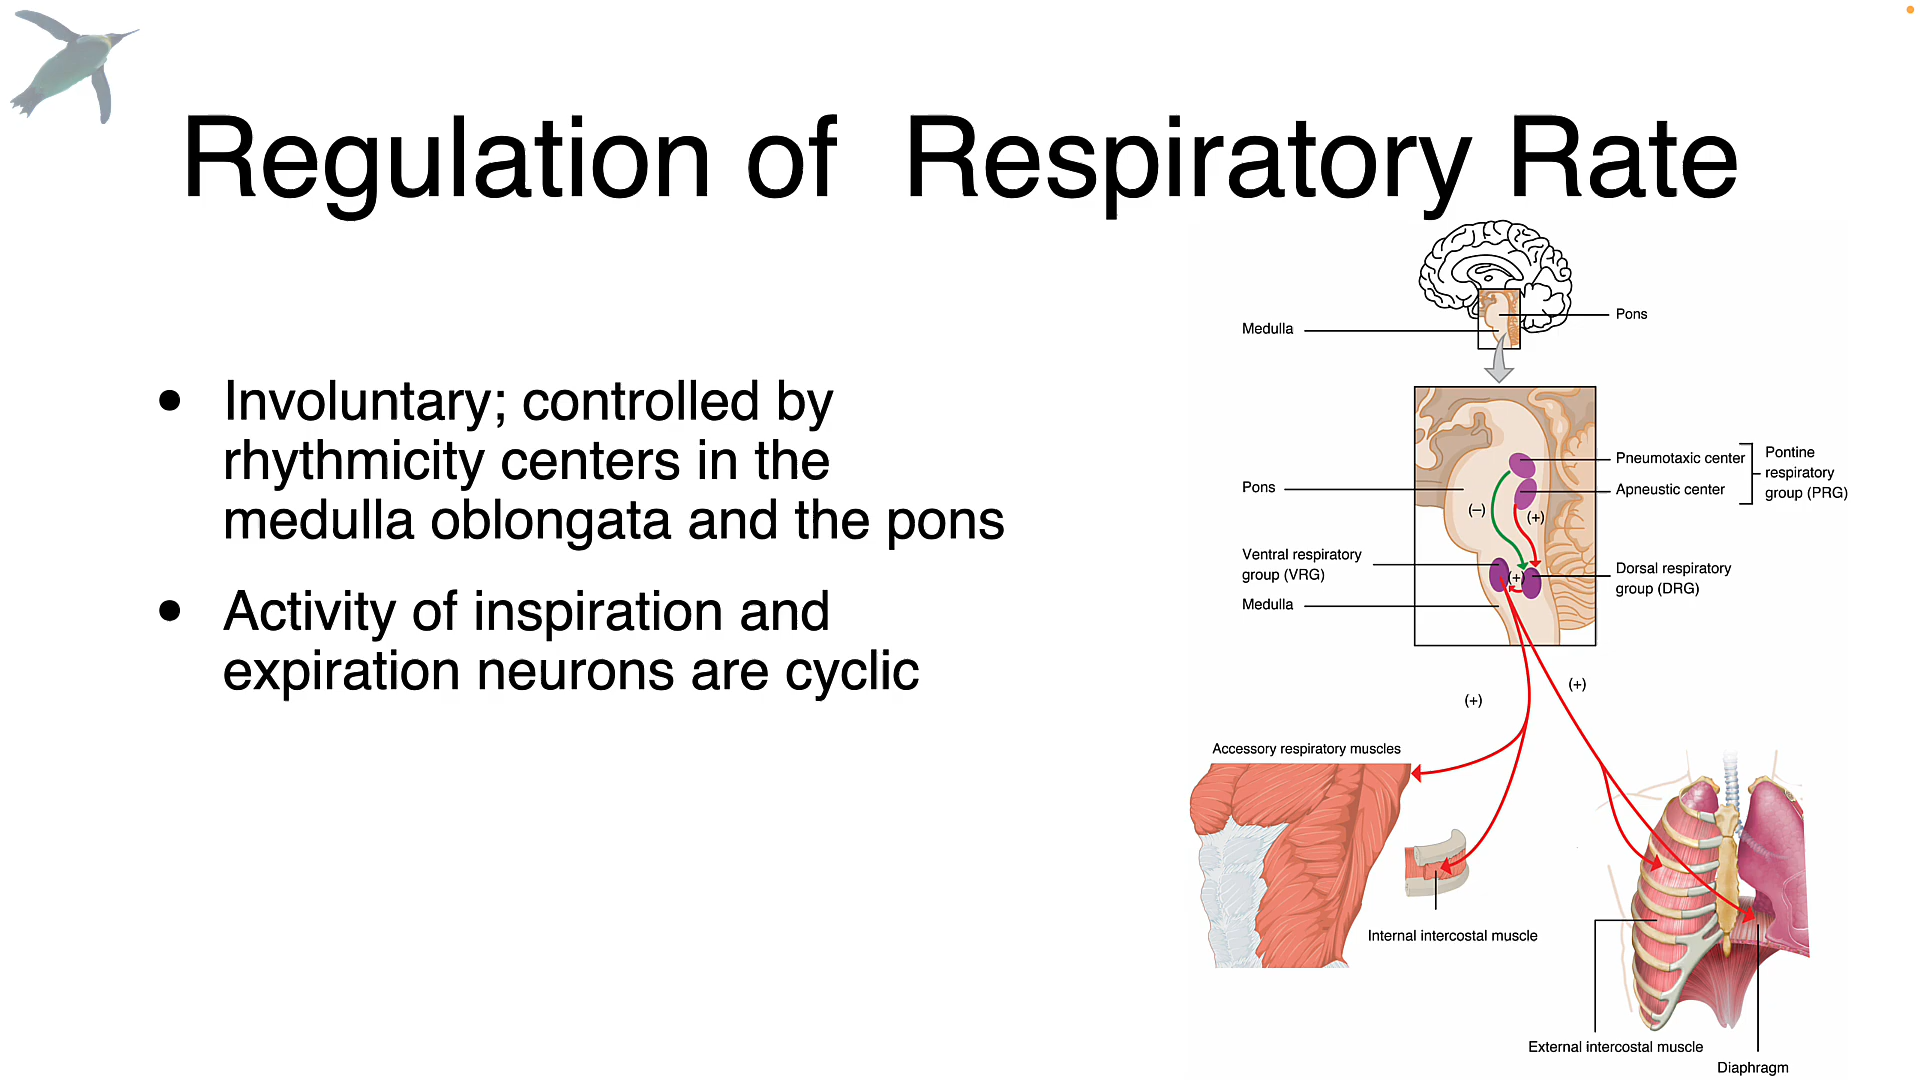 Regulation of  Respiratory Rate
• Involuntary; controlled by
rhythmicity centers in the
medulla oblongata and the pons
• Activity of inspiration and
expiration neurons are cyclic
Pons
Medulla
Pneumotaxic center
Apneustic center
Pontine
respiratory
group (PRG)
Pons
(–)
(+)
Ventral respiratory
group (VRG)
(+)
Dorsal respiratory
group (DRG)
Medulla
(+)
(+)
Accessory respiratory muscles
Internal intercostal muscle
External intercostal muscle
Diaphragm